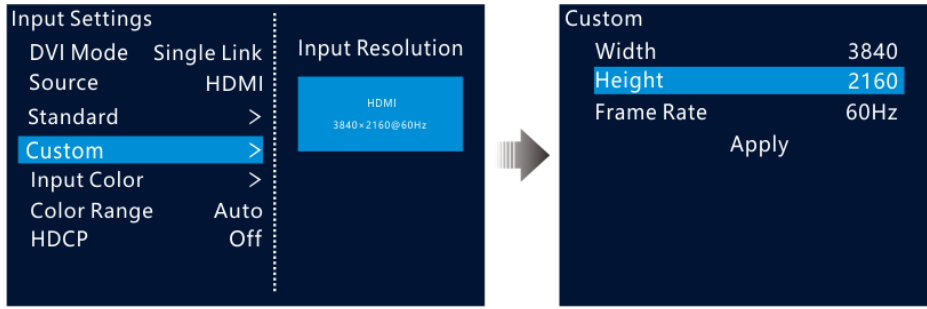 Input Settings
DVI Mode Single Link
Source HDMI
Standard >
Custom >
Input Color >
Color Range Auto
HDCP Off
Input Resolution
HDMI
3840×2160@60Hz
Custom
Width 3840
Height 2160
Frame Rate 60Hz
Apply